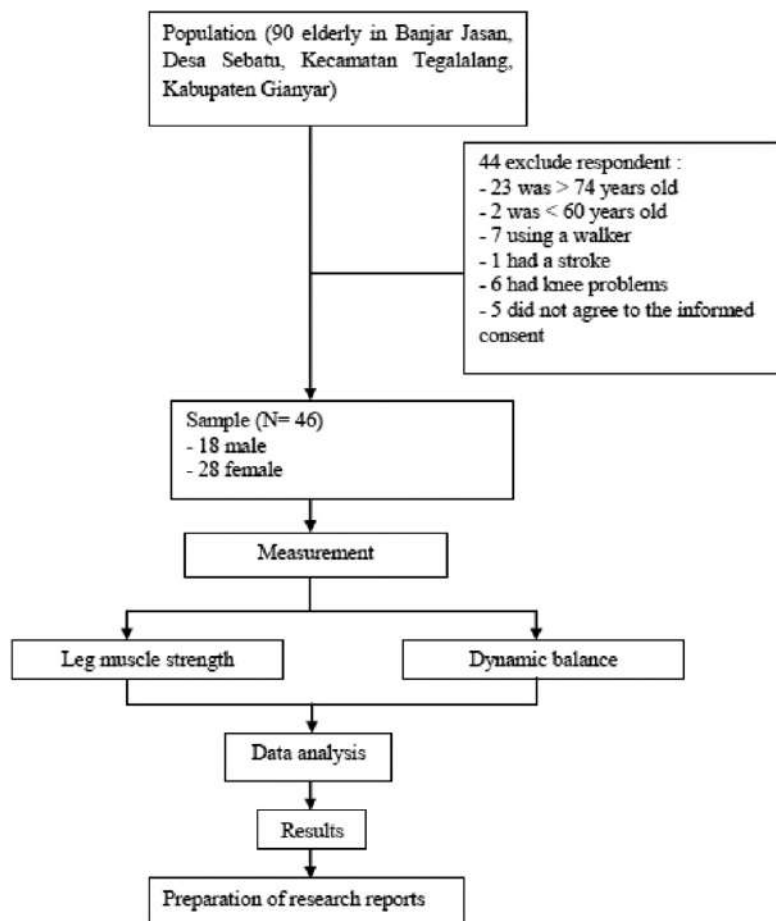 Population (90 elderly in Banjar Jasan,
Desa Sebatu, Kecamatan Tegalalang,
Kabupaten Gianyar)
44 exclude respondent :
- 23 was > 74 years old
- 2 was < 60 years old
- 7 using a walker
- 1 had a stroke
- 6 had knee problems
- 5 did not agree to the informed
consent
Sample (N= 46)
- 18 male
- 28 female
Measurement
Leg muscle strength
Dynamic balance
Data analysis
Results
Preparation of research reports